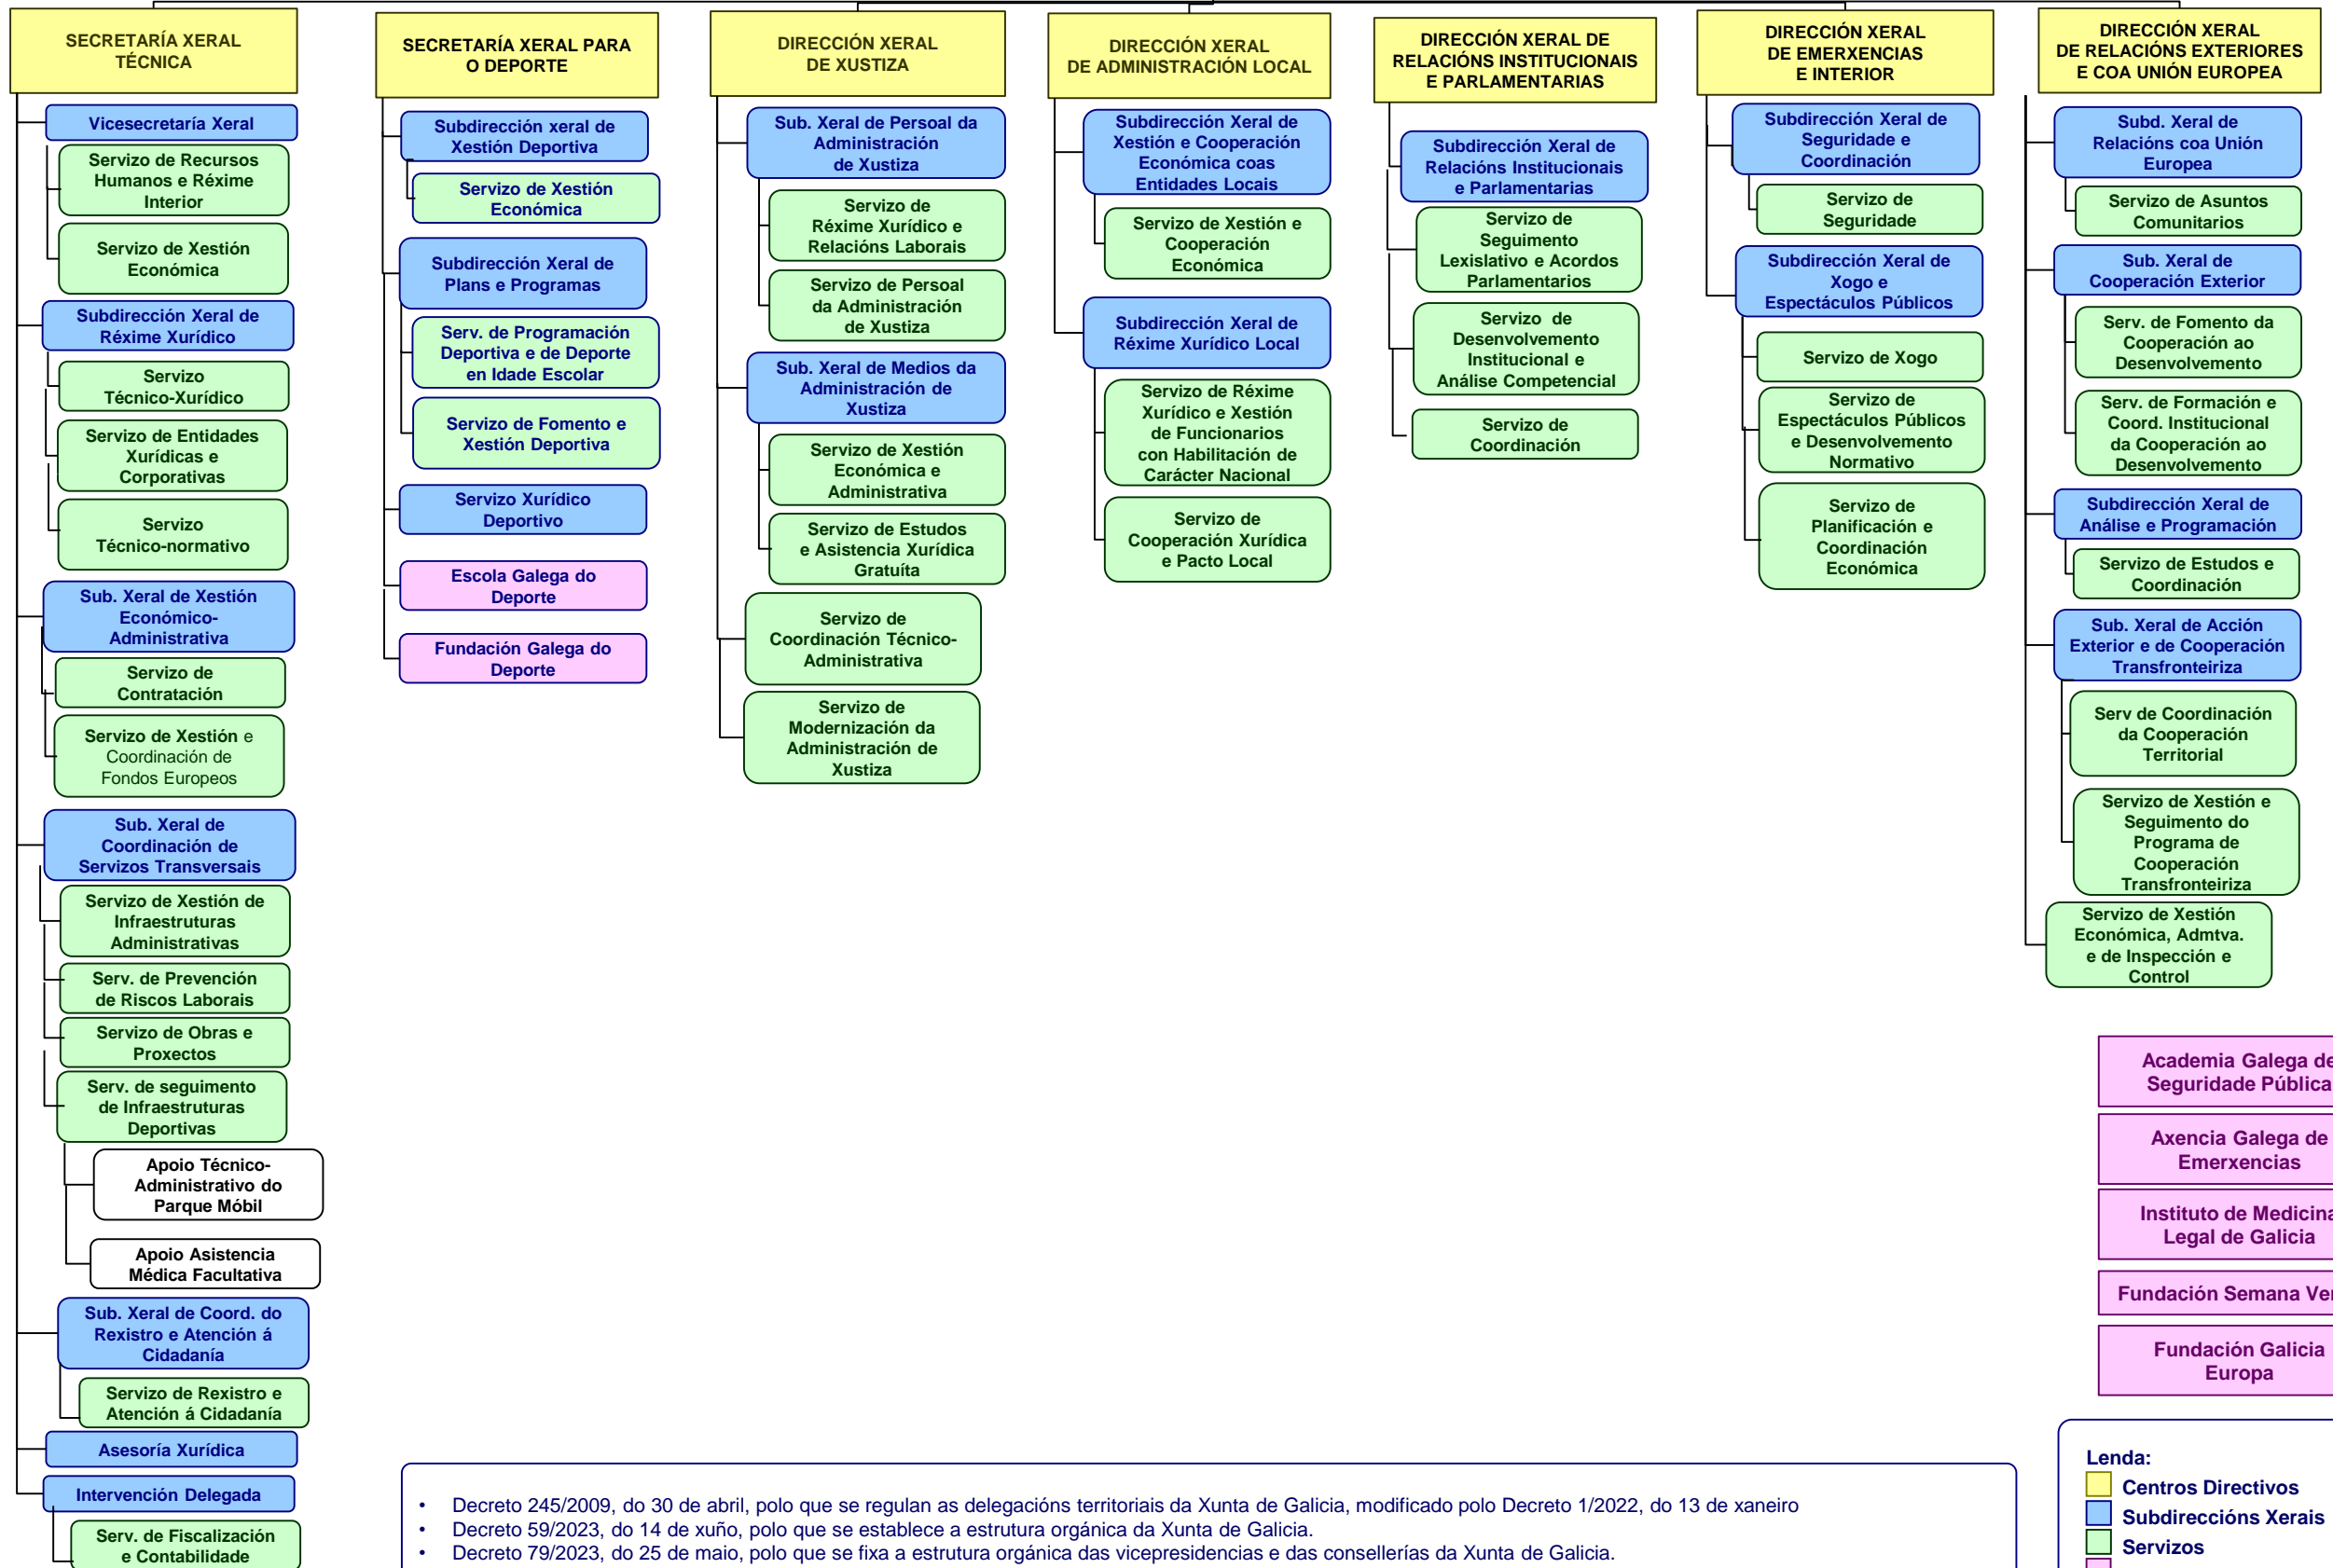 SECRETARÍA XERAL
TÉCNICA
Vicesecretaría Xeral
Servizo de Recursos
Humanos e Réxime
Interior
Servizo de Xestión
Económica
Subdirección Xeral de
Réxime Xurídico
Servizo
Técnico-Xurídico
Servizo de Entidades
Xurídicas e
Corporativas
Servizo
Técnico-normativo
Sub. Xeral de Xestión
Económico-
Administrativa
Servizo de
Contratación
Servizo de Xestión e
Coordinación de
Fondos Europeos
Sub. Xeral de
Coordinación de
Servizos Transversais
Servizo de Xestión de
Infraestruturas
Administrativas
Serv. de Prevención
de Riscos Laborais
Servizo de Obras e
Proxectos
Serv. de seguimento
de Infraestruturas
Deportivas
Apoio Técnico-
Administrativo do
Parque Móbil
Apoio Asistencia
Médica Facultativa
Sub. Xeral de Coord. do
Rexistro e Atención á
Cidadanía
Servizo de Rexistro e
Atención á Cidadanía
Asesoría Xurídica
Intervención Delegada
Serv. de Fiscalización
e Contabilidade
SECRETARÍA XERAL PARA
O DEPORTE
Subdirección xeral de
Xestión Deportiva
Servizo de Xestión
Económica
Subdirección Xeral de
Plans e Programas
Serv. de Programación
Deportiva e de Deporte
en Idade Escolar
Servizo de Fomento e
Xestión Deportiva
Servizo Xurídico
Deportivo
Escola Galega do
Deporte
Fundación Galega do
Deporte
DIRECCIÓN XERAL
DE XUSTIZA
Sub. Xeral de Persoal da
Administración
de Xustiza
Servizo de
Réxime Xurídico e
Relacións Laborais
Servizo de Persoal
da Administración
de Xustiza
Sub. Xeral de Medios da
Administración de
Xustiza
Servizo de Xestión
Económica e
Administrativa
Servizo de Estudos
e Asistencia Xurídica
Gratuíta
Servizo de
Coordinación Técnico-
Administrativa
Servizo de
Modernización da
Administración de
Xustiza
DIRECCIÓN XERAL
DE ADMINISTRACIÓN LOCAL
Subdirección Xeral de
Xestión e Cooperación
Económica coas
Entidades Locais
Servizo de Xestión e
Cooperación
Económica
Subdirección Xeral de
Réxime Xurídico Local
Servizo de Réxime
Xurídico e Xestión
de Funcionarios
con Habilitación de
Carácter Nacional
Servizo de
Cooperación Xurídica
e Pacto Local
DIRECCIÓN XERAL DE
RELACIÓNS INSTITUCIONAIS
E PARLAMENTARIAS
Subdirección Xeral de
Relacións Institucionais
e Parlamentarias
Servizo de
Seguimento
Lexislativo e Acordos
Parlamentarios
Servizo de
Desenvolvemento
Institucional e
Análise Competencial
Servizo de
Coordinación
DIRECCIÓN XERAL
DE EMERXENCIAS
E INTERIOR
Subdirección Xeral de
Seguridade e
Coordinación
Servizo de
Seguridade
Subdirección Xeral de
Xogo e
Espectáculos Públicos
Servizo de Xogo
Servizo de
Espectáculos Públicos
e Desenvolvemento
Normativo
Servizo de
Planificación e
Coordinación
Económica
DIRECCIÓN XERAL
DE RELACIÓNS EXTERIORES
E COA UNIÓN EUROPEA
Subd. Xeral de
Relacións coa Unión
Europea
Servizo de Asuntos
Comunitarios
Sub. Xeral de
Cooperación Exterior
Serv. de Fomento da
Cooperación ao
Desenvolvemento
Serv. de Formación e
Coord. Institucional
da Cooperación ao
Desenvolvemento
Subdirección Xeral de
Análise e Programación
Servizo de Estudos e
Coordinación
Sub. Xeral de Acción
Exterior e de Cooperación
Transfronteiriza
Serv de Coordinación
da Cooperación
Territorial
Servizo de Xestión e
Seguimento do
Programa de
Cooperación
Transfronteiriza
Servizo de Xestión
Económica, Admtva.
e de Inspección e
Control
Academia Galega de
Seguridade Pública
Axencia Galega de
Emerxencias
Instituto de Medicina
Legal de Galicia
Fundación Semana
Fundación Galicia
Europa
• Decreto 245/2009, do 30 de abril, polo que se regulan as delegacións territoriais da Xunta de Galicia, modificado polo Decreto 1/2022, do 13 de xaneiro
• Decreto 59/2023, do 14 de xuño, polo que se establece a estrutura orgánica da Xunta de Galicia.
• Decreto 79/2023, do 25 de maio, polo que se fixa a estrutura orgánica das vicepresidencias e das consellerías da Xunta de Galicia.
Lenda:
Centros Directivos
Subdireccións Xerais
Servizos